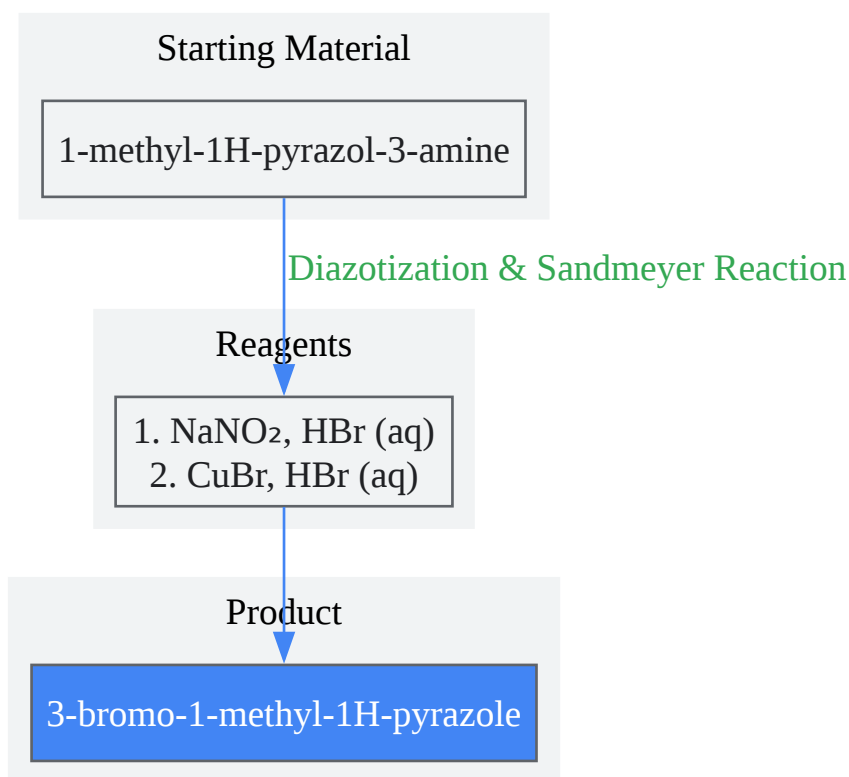 Starting Material
1-methyl-1H-pyrazol-3-amine
Diazotization & Sandmeyer Reaction
Reagents
1. NaNO₂, HBr (aq)
2. CuBr, HBr (aq)
Product
3-bromo-1-methyl-1H-pyrazole